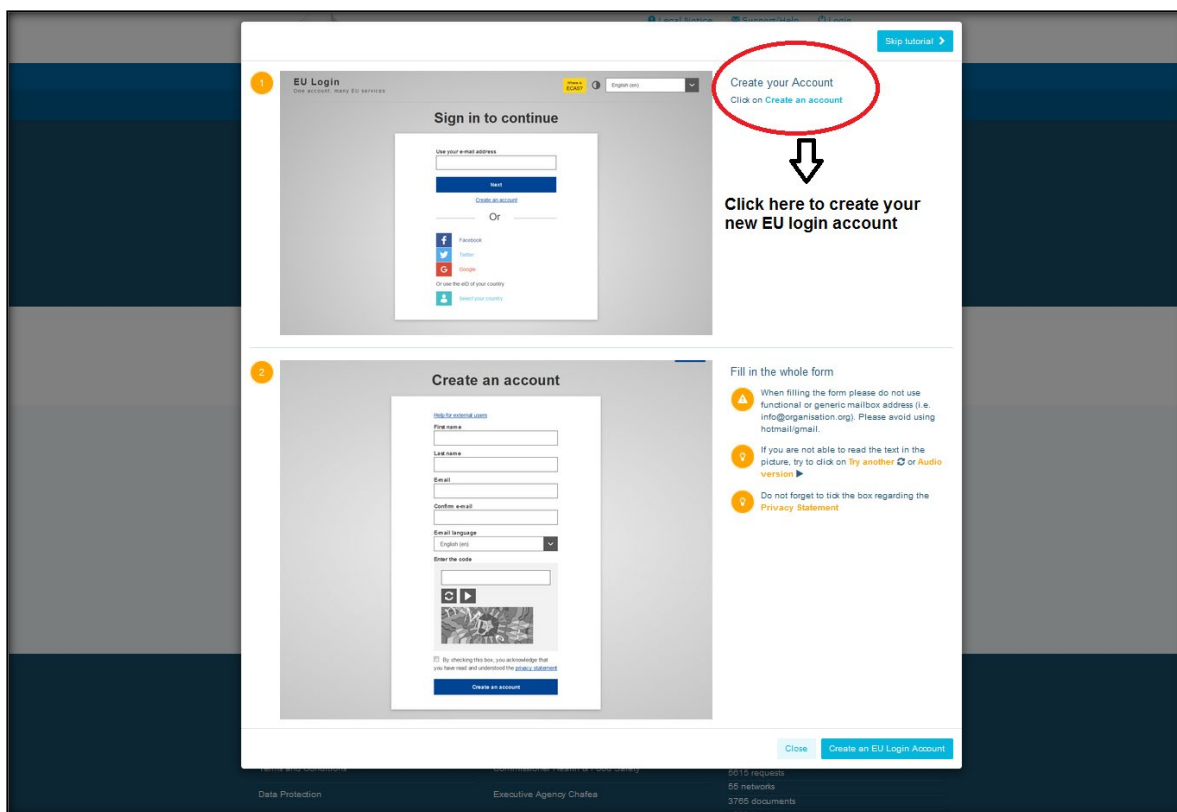 Legal Notice Support/Help Login
Skip tutorial
1
EU Login
One account, many EU services
Where is
ECAS?
English (en)
Sign in to continue
Use your e-mail address
Next
Create an account
Or
Facebook
Twitter
Google
Or use the eID of your country
Select your country
Create your Account
Click on Create an account
Click here to create your
new EU login account
2
Create an account
Help for external users
First name
Last name
E-mail
Confirm e-mail
E-mail language
English (en)
Enter the code
By checking this box, you acknowledge that
you have read and understood the privacy statement
Create an account
Fill in the whole form
When filling the form please do not use
functional or generic mailbox address (i.e.
info@organisation.org). Please avoid using
hotmail/gmail.
If you are not able to read the text in the
picture, try to click on Try another or Audio
version
Do not forget to tick the box regarding the
Privacy Statement
Close
Create an EU Login Account
Terms and Conditions
Commissioner Health & Food Safety
5615 requests
55 networks
Data Protection
Executive Agency Chafea
3765 documents